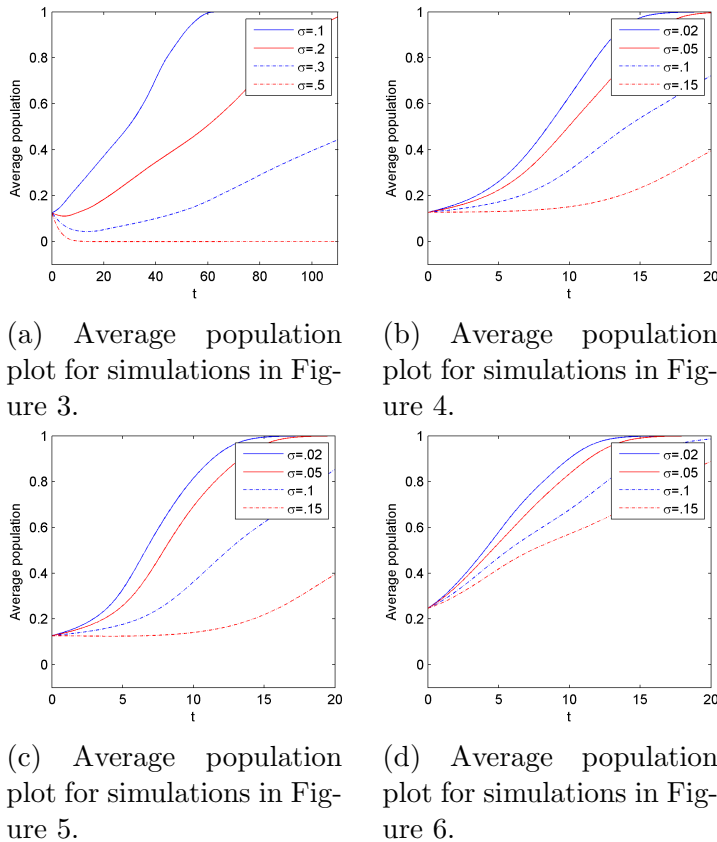 1
0.8
0.6
0.4
0.2
0
Average population
0 20 40 60 80 100
t
σ=.1
σ=.2
σ=.3
σ=.5
(a) Average population
plot for simulations in Fig-
ure 3.
1
0.8
0.6
0.4
0.2
0
Average population
0 5 10 15 20
t
σ=.02
σ=.05
σ=.1
σ=.15
(b) Average population
plot for simulations in Fig-
ure 4.
1
0.8
0.6
0.4
0.2
0
Average population
0 5 10 15 20
t
σ=.02
σ=.05
σ=.1
σ=.15
(c) Average population
plot for simulations in Fig-
ure 5.
1
0.8
0.6
0.4
0.2
0
Average population
0 5 10 15 20
t
σ=.02
σ=.05
σ=.1
σ=.15
(d) Average population
plot for simulations in Fig-
ure 6.